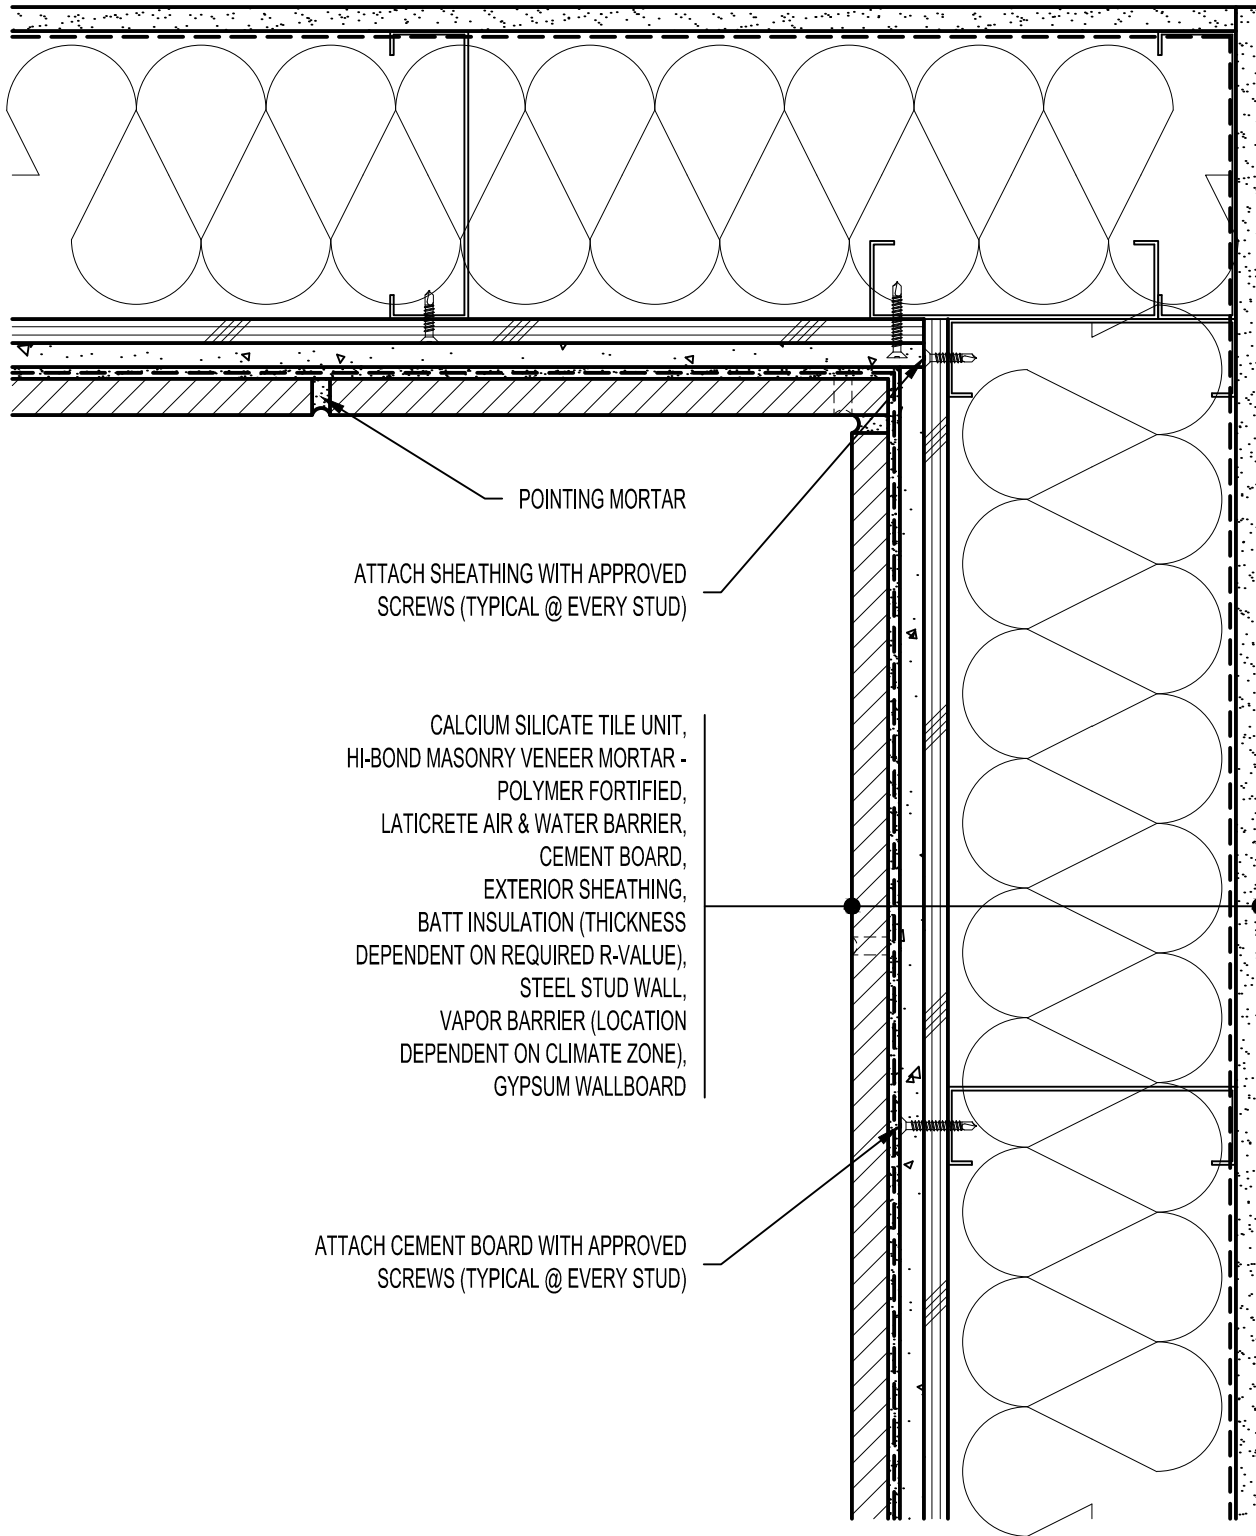 POINTING MORTAR
ATTACH SHEATHING WITH APPROVED
SCREWS (TYPICAL @ EVERY STUD)
CALCIUM SILICATE TILE UNIT,
HI-BOND MASONRY VENEER MORTAR -
POLYMER FORTIFIED,
LATICRETE AIR & WATER BARRIER,
CEMENT BOARD,
EXTERIOR SHEATHING,
BATT INSULATION (THICKNESS
DEPENDENT ON REQUIRED R-VALUE),
STEEL STUD WALL,
VAPOR BARRIER (LOCATION
DEPENDENT ON CLIMATE ZONE),
GYPSUM WALLBOARD
ATTACH CEMENT BOARD WITH APPROVED
SCREWS (TYPICAL @ EVERY STUD)